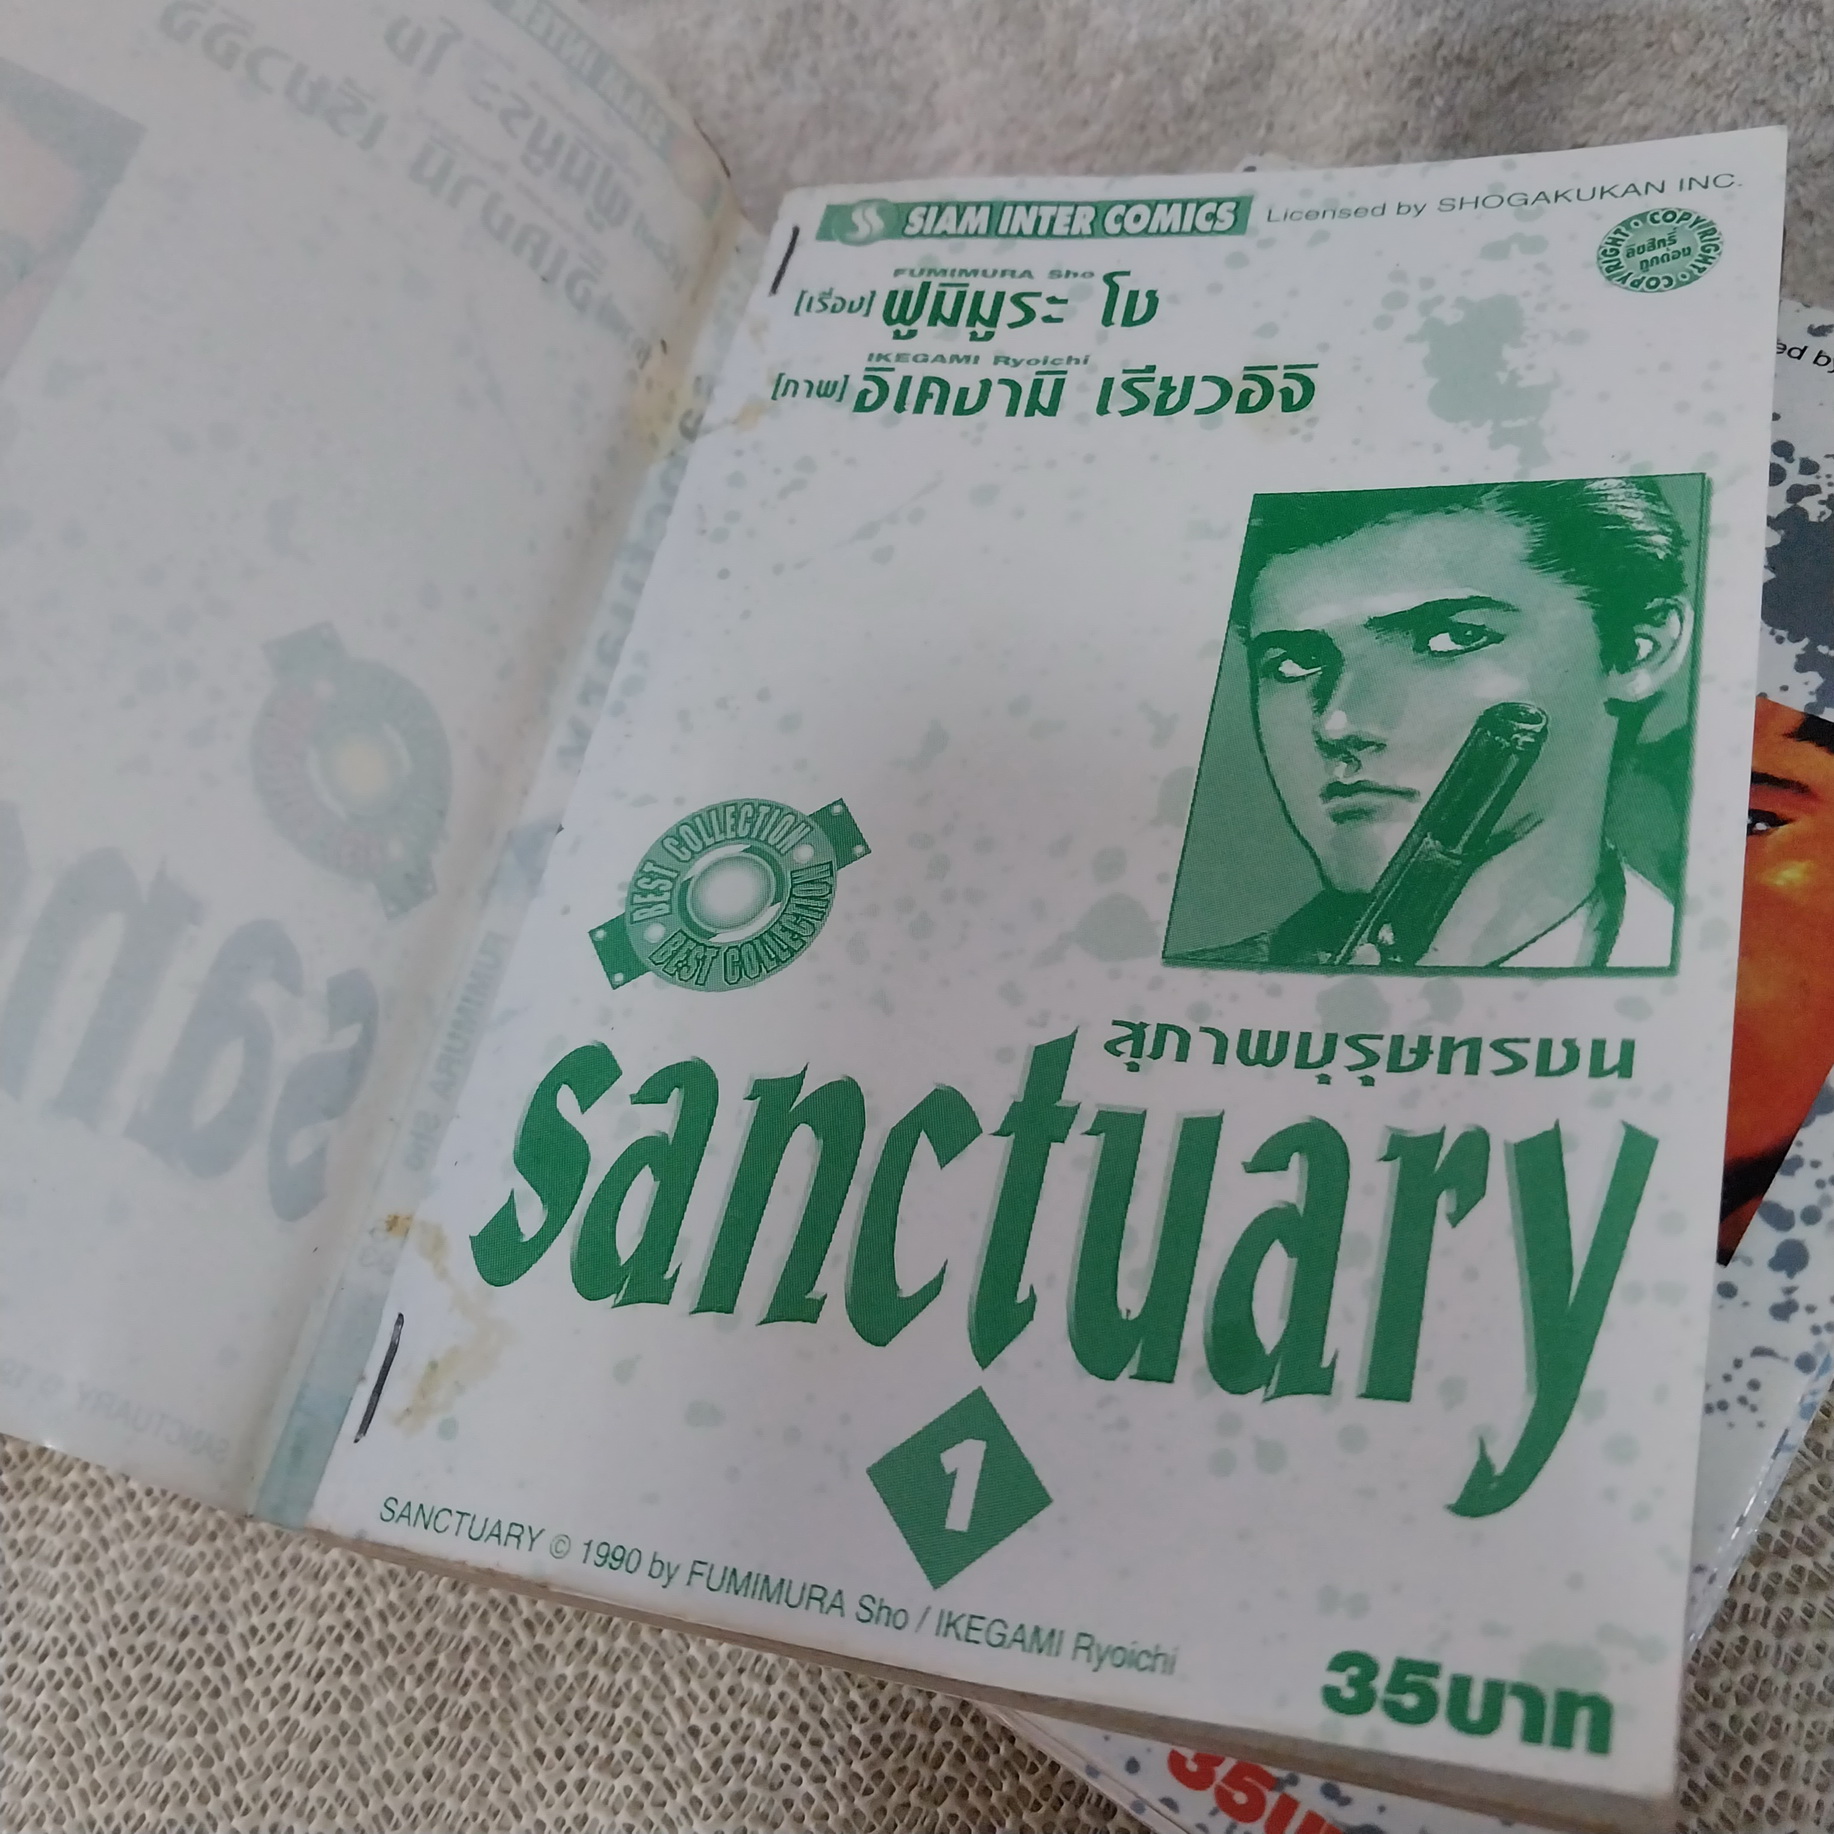 SIAM INTER COMICS Licensed by SHOGAKUKAN INC.
COPYRIGHT • COPYRIGHT •
ลิขสิทธิ์
ถูกต้อง
FUMIMURA Sho
[เรื่อง] ฟูมิมูระ โช
IKEGAMI Ryoichi
[ภาพ] อิเคงามิ เรียวอิจิ
BEST COLLECTION
BEST COLLECTION
สุภาพบุรุษทรชน
sanctuary
1
SANCTUARY © 1990 by FUMIMURA Sho / IKEGAMI Ryoichi
35บาท